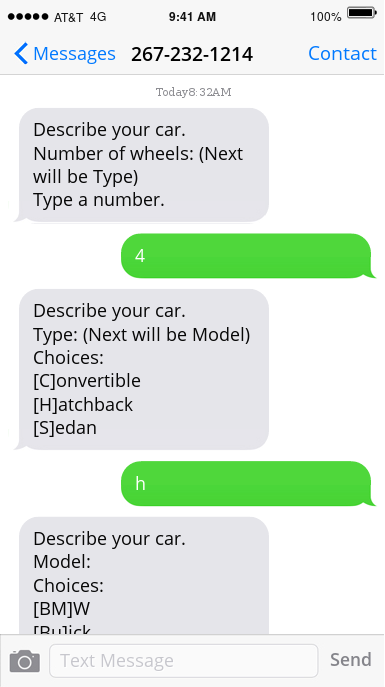 AT&T 4G 9:41 AM 100%
Messages 267-232-1214 Contact
Today8:32AM
Describe your car.
Number of wheels: (Next
will be Type)
Type a number.
4
Describe your car.
Type: (Next will be Model)
Choices:
[C]onvertible
[H]atchback
[S]edan
h
Describe your car.
Model:
Choices:
[BM]W
[Bu]ick
Text Message Send